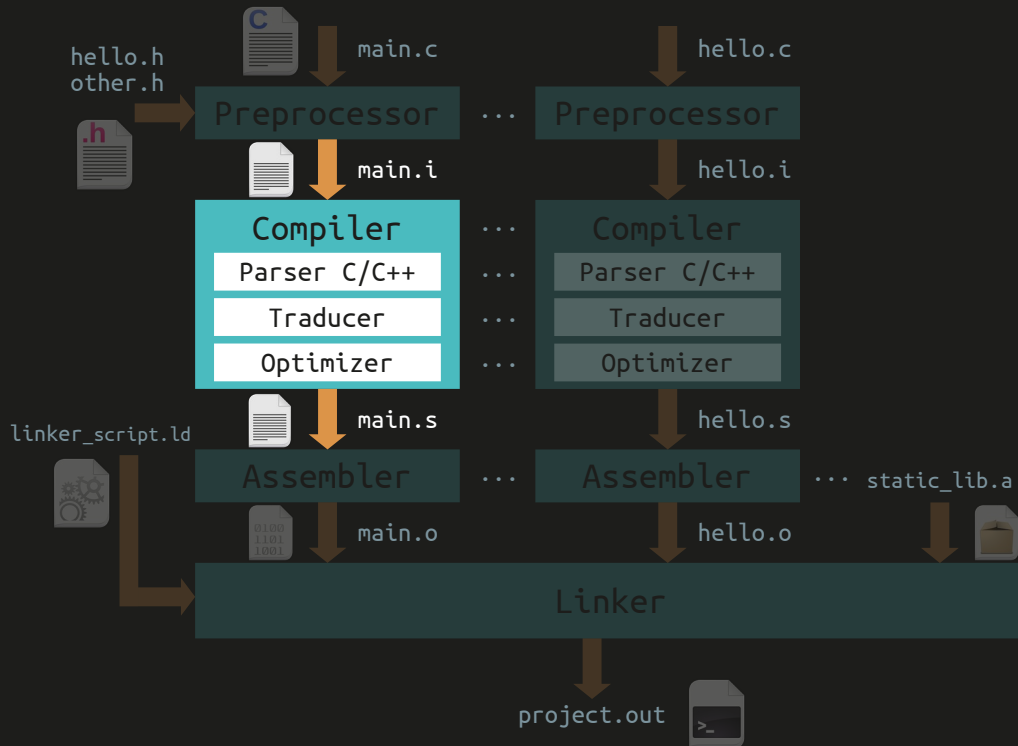 C
main.c
hello.c
hello.h
other.h
.h
Preprocessor ... Preprocessor
main.i
hello.i
Compiler ... Compiler
Parser C/C++ ... Parser C/C++
Traducer ... Traducer
Optimizer ... Optimizer
main.s
hello.s
linker_script.ld
Assembler ... Assembler ... static_lib.a
0100
1101
1001
main.o
hello.o
Linker
project.out
>_